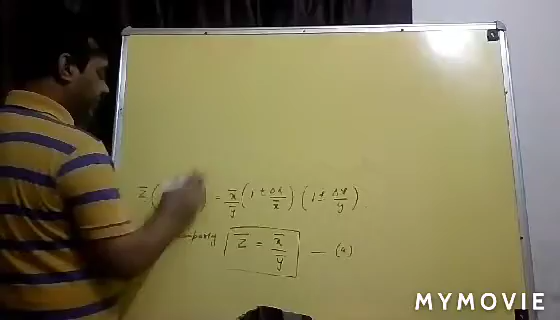 z̄ ( = x̄/ȳ (1 ± Δx/x̄) (1 ± Δy/ȳ)
z̄ = x̄/ȳ — (a)
MYMOVIE